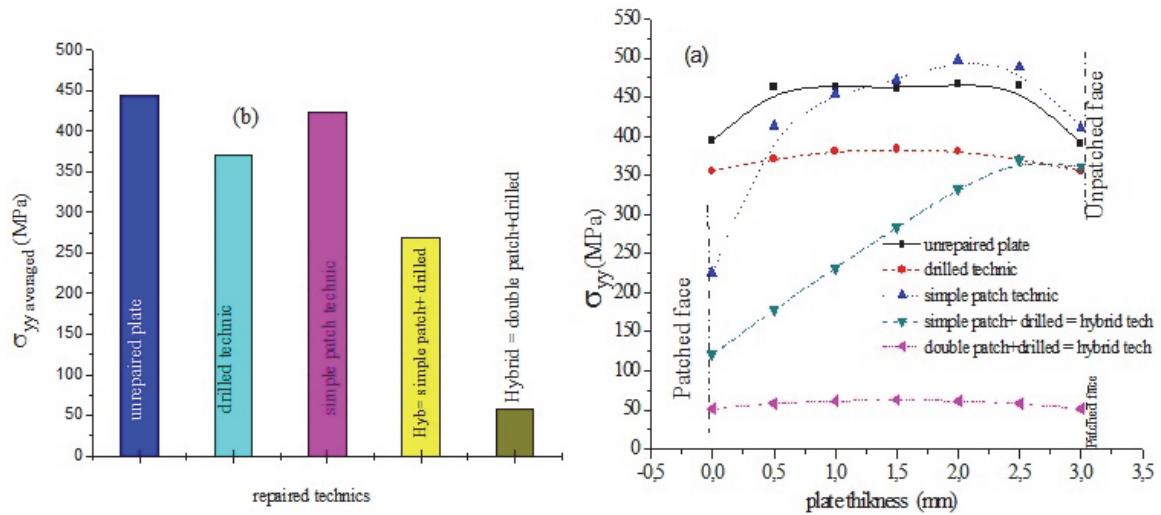 500
450
400
350
300
250
200
150
100
50
0
σyy averaged (MPa)
(b)
unrepaired plate
drilled technic
simple patch technic
Hyb= simple patch+ drilled
Hybrid = double patch+drilled
repaired technics
550
500
450
400
350
300
250
200
150
100
50
0
σyy (MPa)
(a)
Patched face
Unpatched face
Patched face
unrepaired plate
drilled technic
simple patch technic
simple patch+ drilled = hybrid tech
double patch+drilled = hybrid tech
-0,5 0,0 0,5 1,0 1,5 2,0 2,5 3,0 3,5
plate thikness (mm)